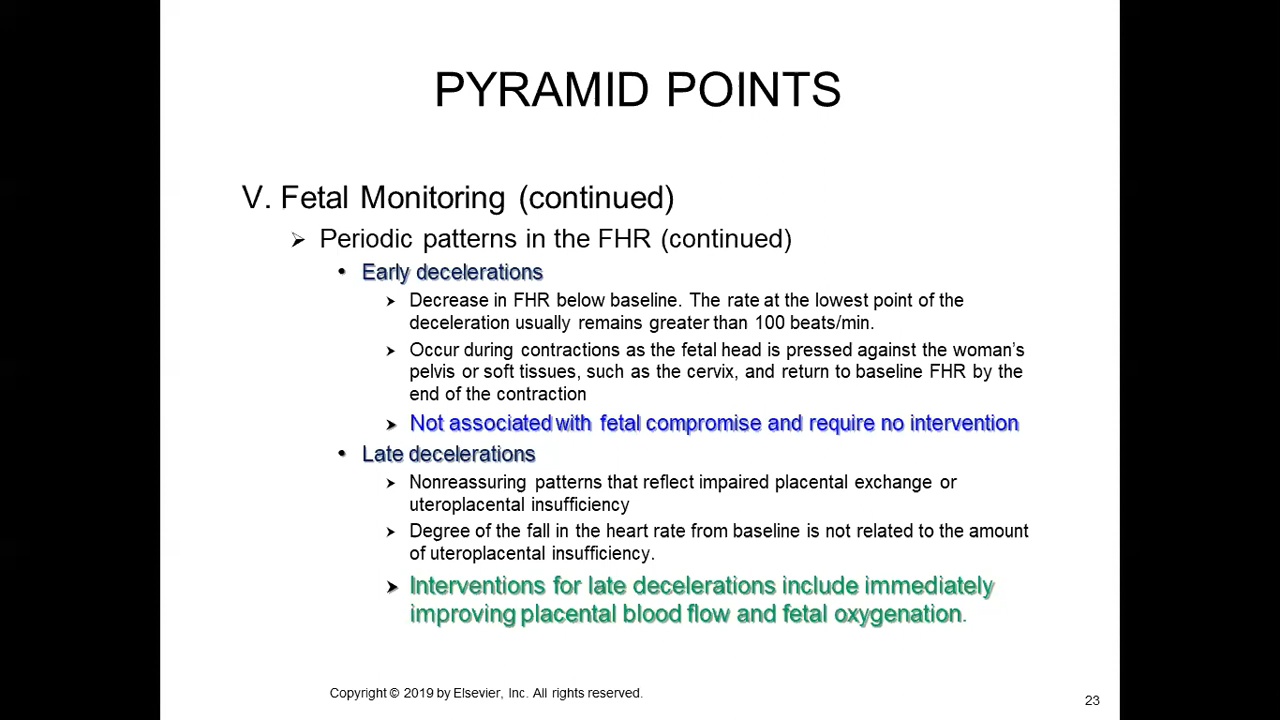 PYRAMID POINTS
V. Fetal Monitoring (continued)
➢ Periodic patterns in the FHR (continued)
• Early decelerations
➢ Decrease in FHR below baseline. The rate at the lowest point of the
deceleration usually remains greater than 100 beats/min.
➢ Occur during contractions as the fetal head is pressed against the woman’s
pelvis or soft tissues, such as the cervix, and return to baseline FHR by the
end of the contraction
➢ Not associated with fetal compromise and require no intervention
• Late decelerations
➢ Nonreassuring patterns that reflect impaired placental exchange or
uteroplacental insufficiency
➢ Degree of the fall in the heart rate from baseline is not related to the amount
of uteroplacental insufficiency.
➢ Interventions for late decelerations include immediately
improving placental blood flow and fetal oxygenation.
Copyright © 2019 by Elsevier, Inc. All rights reserved.
23